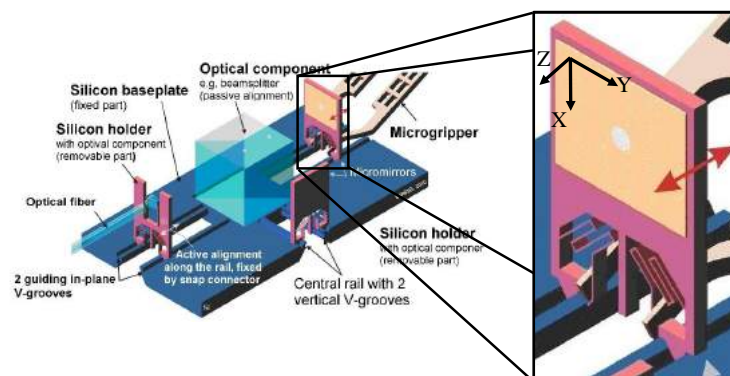 Optical component
e.g. beamsplitter
(passive alignment)
Silicon baseplate
(fixed part)
Silicon holder
with optical component
(removable part)
Microgripper
Optical fiber
Micromirrors
Silicon holder
with optical componer
(removable part)
Active alignment
along the rail, fixed
by snap connector
2 guiding in-plane
V-grooves
Central rail with 2
vertical V-grooves
Z
Y
X